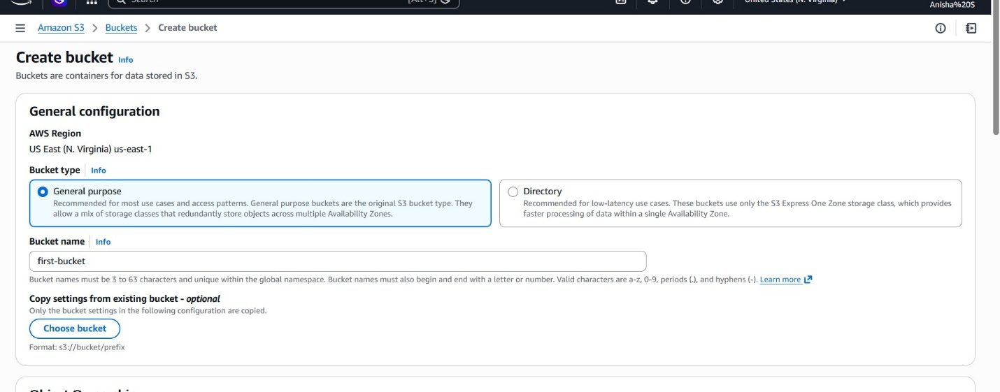 Search [Alt+S] United States (N. Virginia)
Anisha%20S
Amazon S3 > Buckets > Create bucket
Create bucket Info
Buckets are containers for data stored in S3.
General configuration
AWS Region
US East (N. Virginia) us-east-1
Bucket type Info
General purpose
Recommended for most use cases and access patterns. General purpose buckets are the original S3 bucket type. They
allow a mix of storage classes that redundantly store objects across multiple Availability Zones.
Directory
Recommended for low-latency use cases. These buckets use only the S3 Express One Zone storage class, which provides
faster processing of data within a single Availability Zone.
Bucket name Info
first-bucket
Bucket names must be 3 to 63 characters and unique within the global namespace. Bucket names must also begin and end with a letter or number. Valid characters are a-z, 0-9, periods (.), and hyphens (-). Learn more
Copy settings from existing bucket - optional
Only the bucket settings in the following configuration are copied.
Choose bucket
Format: s3://bucket/prefix